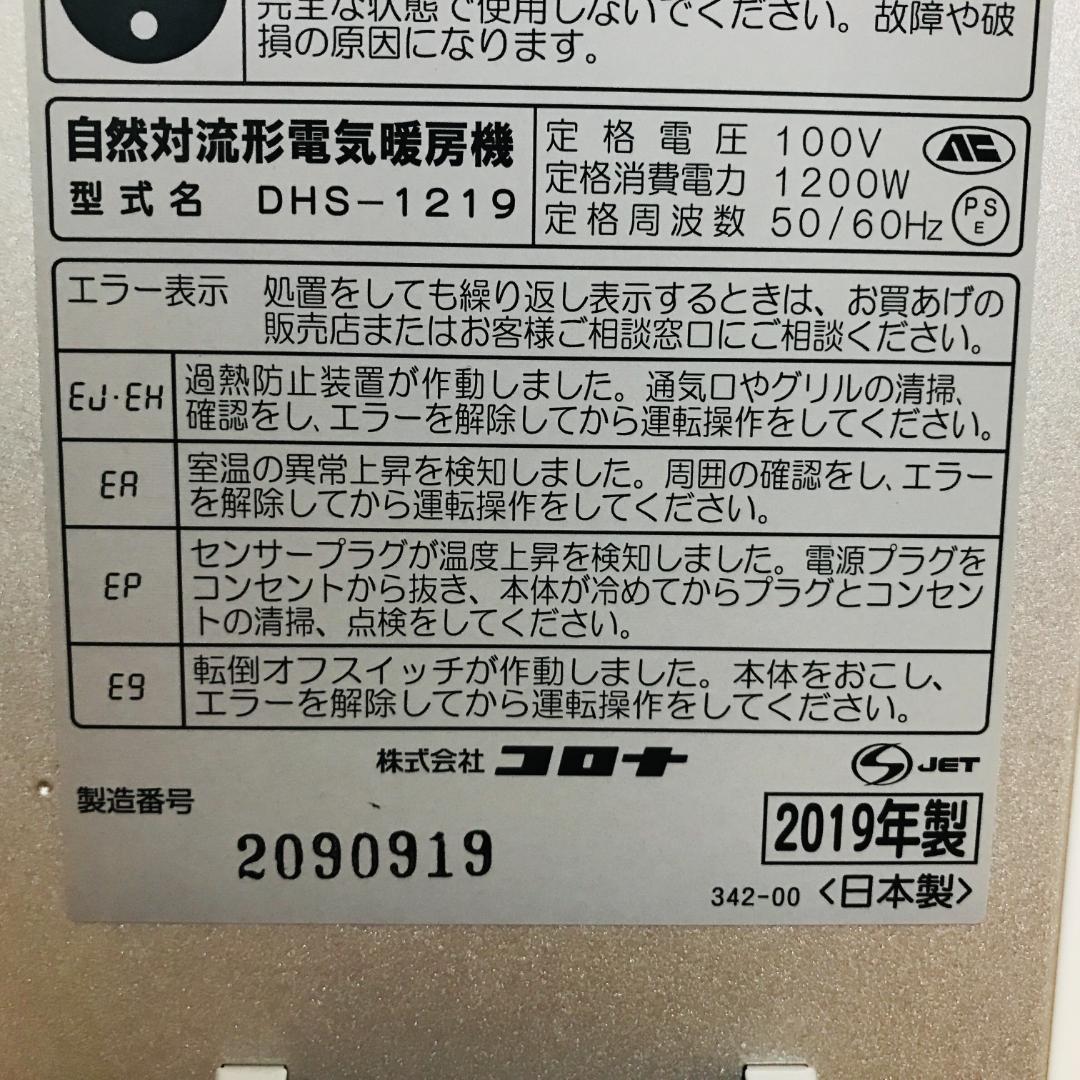 完全な状態で使用しないでください。故障や破
損の原因になります。
自然対流形電気暖房機
型式名 DHS-1219
定格電圧 100V
定格消費電力 1200W
定格周波数 50/60Hz
PSE
エラー表示 処置をしても繰り返し表示するときは、お買あげの
販売店またはお客様ご相談窓口にご相談ください。
EJ・EH 過熱防止装置が作動しました。通気口やグリルの清掃、
確認をし、エラーを解除してから運転操作をしてください。
EA 室温の異常上昇を検知しました。周囲の確認をし、エラー
を解除してから運転操作をしてください。
EP センサープラグが温度上昇を検知しました。電源プラグを
コンセントから抜き、本体が冷めてからプラグとコンセン
トの清掃、点検をしてください。
E9 転倒オフスイッチが作動しました。本体をおこし、
エラーを解除してから運転操作をしてください。
株式会社 コロナ
S JET
製造番号
2090919
2019年製
342-00 <日本製>